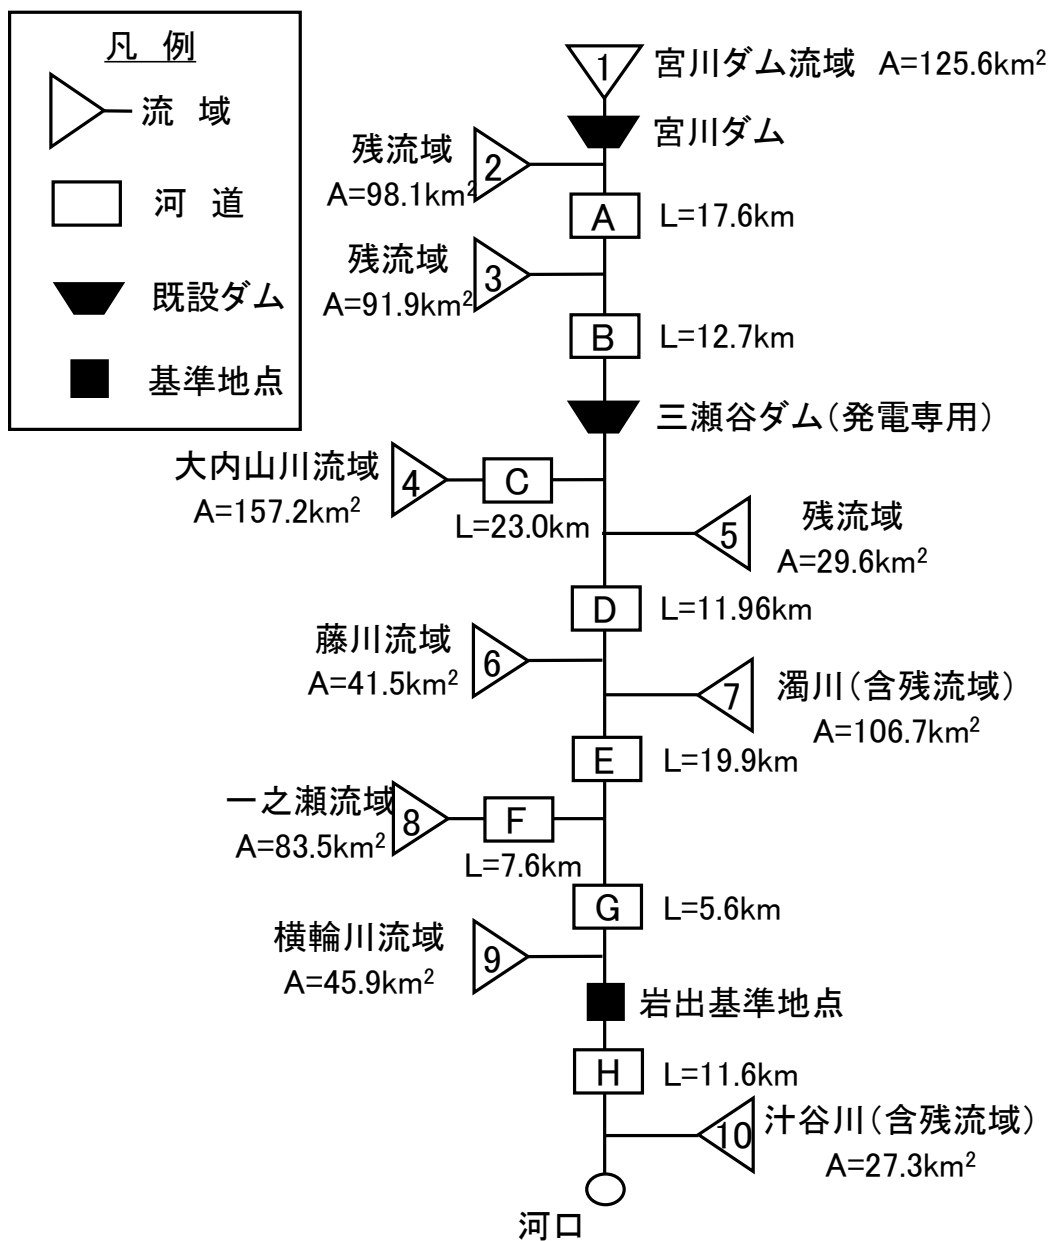 凡 例
流 域
河 道
既設ダム
基準地点
1
宮川ダム流域 A=125.6km²
宮川ダム
残流域
A=98.1km²
2
A
L=17.6km
残流域
A=91.9km²
3
B
L=12.7km
三瀬谷ダム(発電専用)
大内山川流域
A=157.2km²
4
C
L=23.0km
5
残流域
A=29.6km²
D
L=11.96km
藤川流域
A=41.5km²
6
7
濁川(含残流域)
A=106.7km²
E
L=19.9km
一之瀬流域
A=83.5km²
8
F
L=7.6km
G
L=5.6km
横輪川流域
A=45.9km²
9
岩出基準地点
H
L=11.6km
10
汁谷川(含残流域)
A=27.3km²
河口